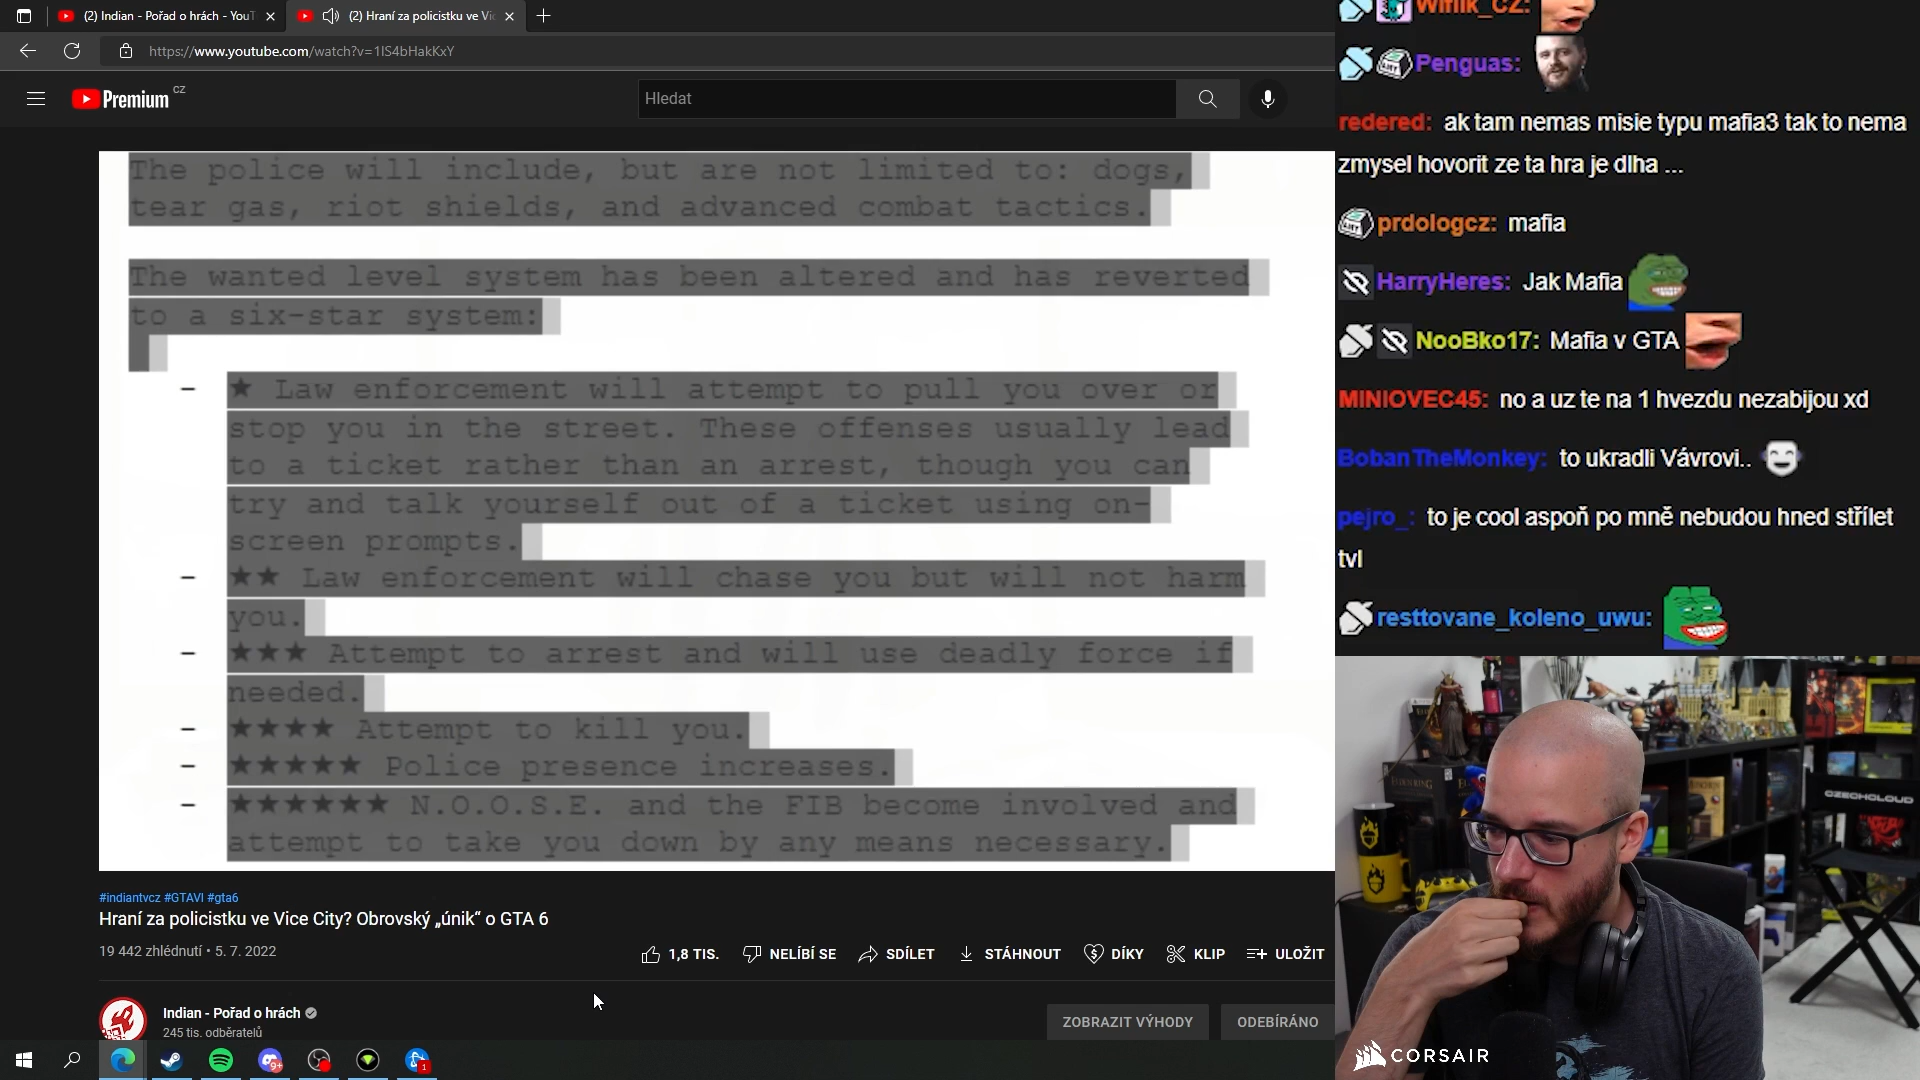 (2) Indian - Pořad o hrách - YouT
(2) Hraní za policistku ve Vic
https://www.youtube.com/watch?v=1IS4bHakKxY
Premium CZ
Hledat
The police will include, but are not limited to: dogs,
tear gas, riot shields, and advanced combat tactics.
The wanted level system has been altered and has reverted
to a six-star system:
- ★ Law enforcement will attempt to pull you over or
stop you in the street. These offenses usually lead
to a ticket rather than an arrest, though you can
try and talk yourself out of a ticket using on-
screen prompts.
- ★★ Law enforcement will chase you but will not harm
you.
- ★★★ Attempt to arrest and will use deadly force if
needed.
- ★★★★ Attempt to kill you.
- ★★★★★ Police presence increases.
- ★★★★★★ N.O.O.S.E. and the FIB become involved and
attempt to take you down by any means necessary.
#indiantvcz #GTAVI #gta6
Hraní za policistku ve Vice City? Obrovský „únik“ o GTA 6
19 442 zhlédnutí • 5. 7. 2022
1,8 TIS. NELÍBÍ SE SDÍLET STÁHNOUT DÍKY KLIP ULOŽIT
Indian - Pořad o hrách
245 tis. odběratelů
ZOBRAZIT VÝHODY ODEBÍRÁNO
9+
1
Wiflik_CZ:
Penguas:
redered: ak tam nemas misie typu mafia3 tak to nema
zmysel hovorit ze ta hra je dlha ...
prdologcz: mafia
HarryHeres: Jak Mafia
NooBko17: Mafia v GTA
MINIOVEC45: no a uz te na 1 hvezdu nezabijou xd
BobanTheMonkey: to ukradli Vávrovi..
pejro_: to je cool aspoň po mně nebudou hned střílet
tvl
resttovane_koleno_uwu:
CZECHCLOUD
CORSAIR